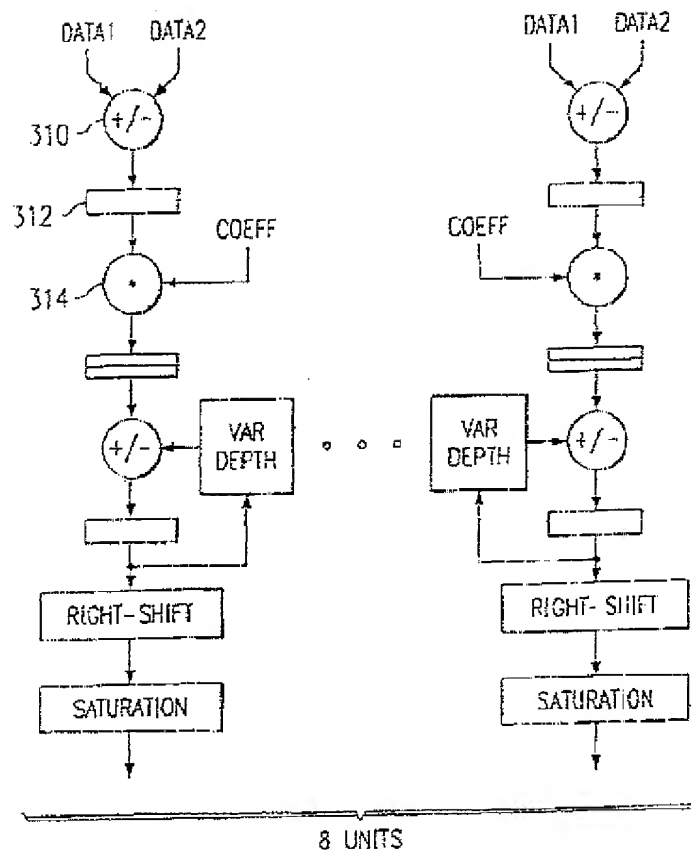 DATA1 DATA2 DATA1 DATA2
310 +/- +/-
312
COEFF COEFF
314 * *
+/- VAR DEPTH VAR DEPTH +/-
RIGHT-SHIFT RIGHT-SHIFT
SATURATION SATURATION
8 UNITS